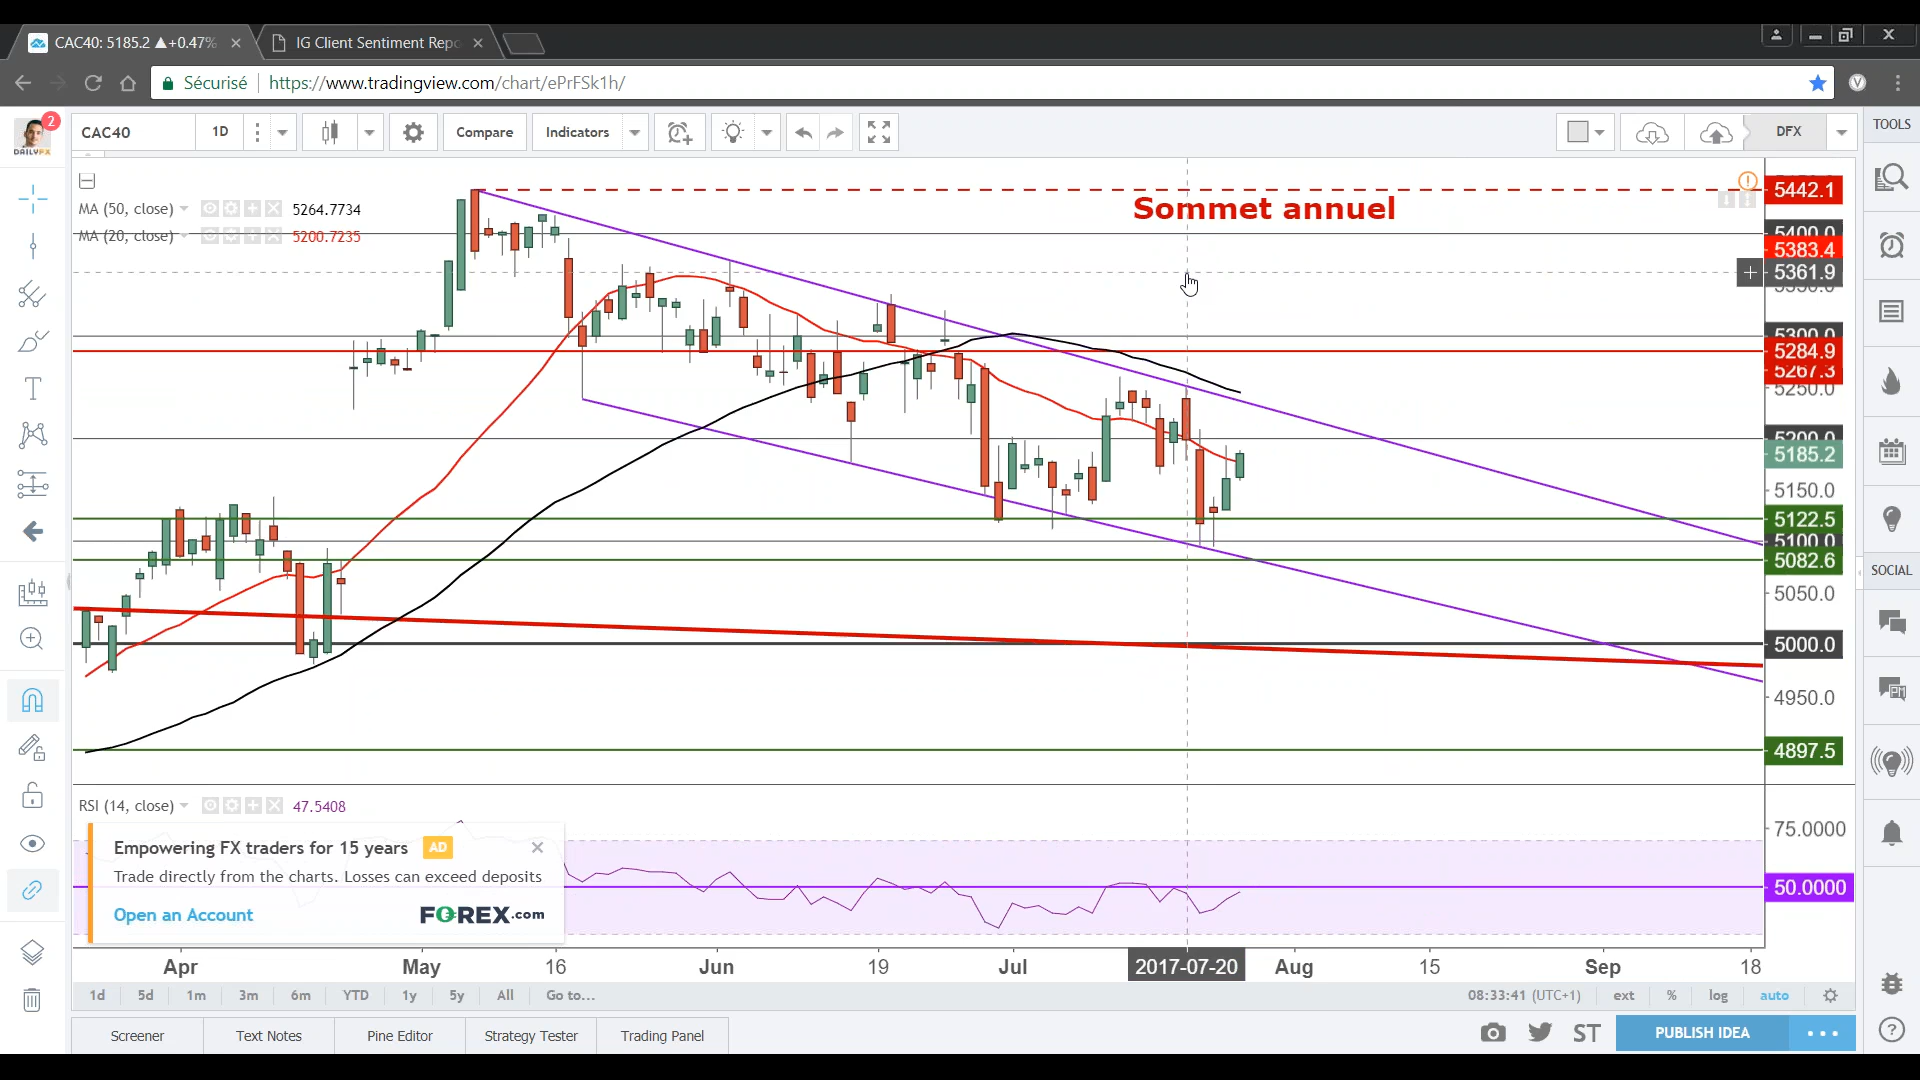 CAC40: 5185.2 ▲+0.47%
IG Client Sentiment Repo
Sécurisé
https://www.tradingview.com/chart/ePrFSk1h/
2
DAILYFX
CAC40
1D
Compare
Indicators
DFX
TOOLS
MA (50, close)
5264.7734
MA (20, close)
5200.7235
Sommet annuel
5442.1
5400.0
5383.4
5361.9
5350.0
5300.0
5284.9
5267.3
5250.0
5200.0
5185.2
5150.0
5122.5
5100.0
5082.6
5050.0
5000.0
4950.0
4897.5
SOCIAL
RSI (14, close)
47.5408
75.0000
50.0000
Empowering FX traders for 15 years
AD
Trade directly from the charts. Losses can exceed deposits
Open an Account
FOREX.com
Apr
May
16
Jun
19
Jul
2017-07-20
Aug
15
Sep
18
1d
5d
1m
3m
6m
YTD
1y
5y
All
Go to...
08:33:41 (UTC+1)
ext
%
log
auto
Screener
Text Notes
Pine Editor
Strategy Tester
Trading Panel
ST
PUBLISH IDEA